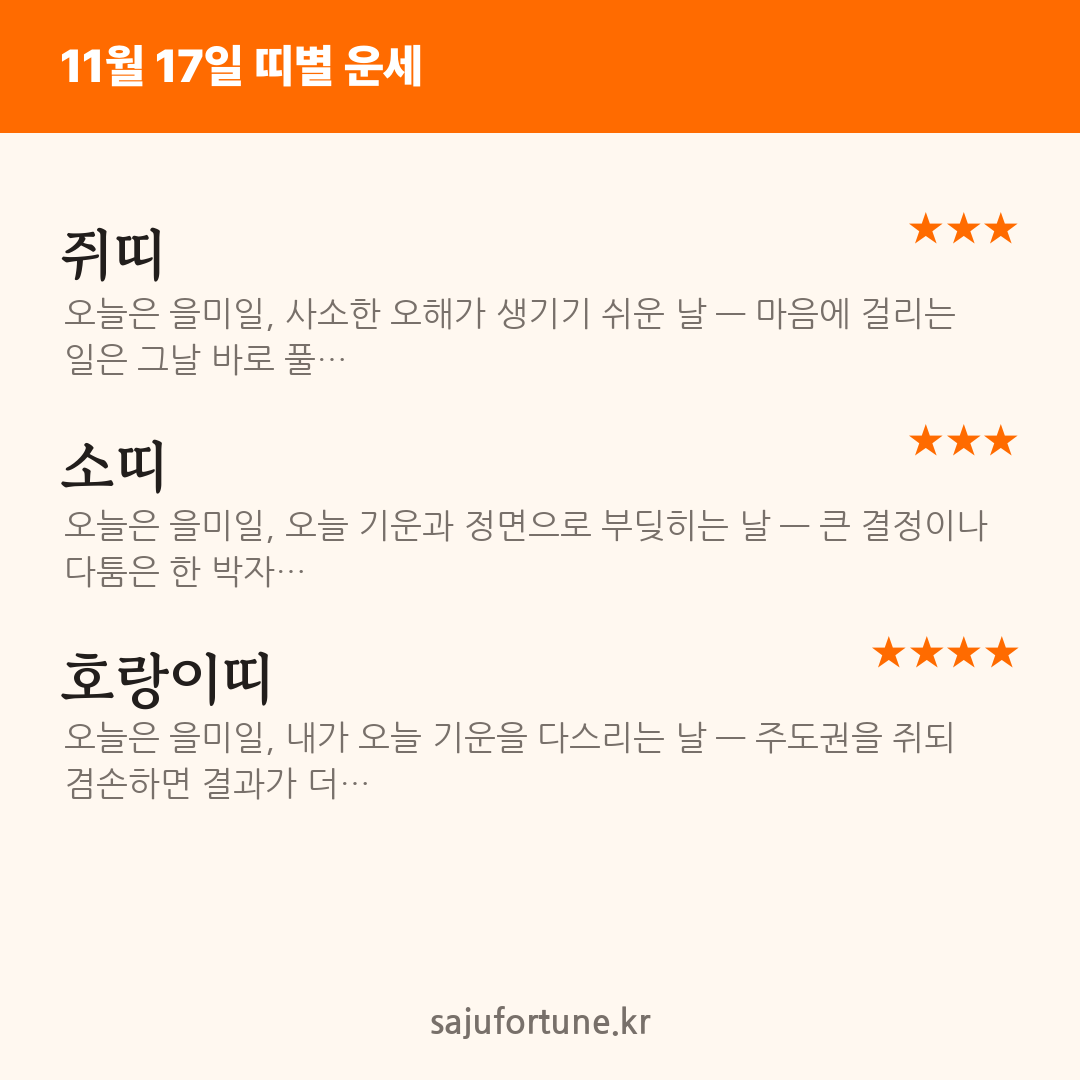 11월 17일 띠별 운세
쥐띠
★★★
오늘은 을미일, 사소한 오해가 생기기 쉬운 날 — 마음에 걸리는
일은 그날 바로 풀…
소띠
★★★
오늘은 을미일, 오늘 기운과 정면으로 부딪히는 날 — 큰 결정이나
다툼은 한 박자…
호랑이띠
★★★★
오늘은 을미일, 내가 오늘 기운을 다스리는 날 — 주도권을 쥐되
겸손하면 결과가 더…
sajufortune.kr